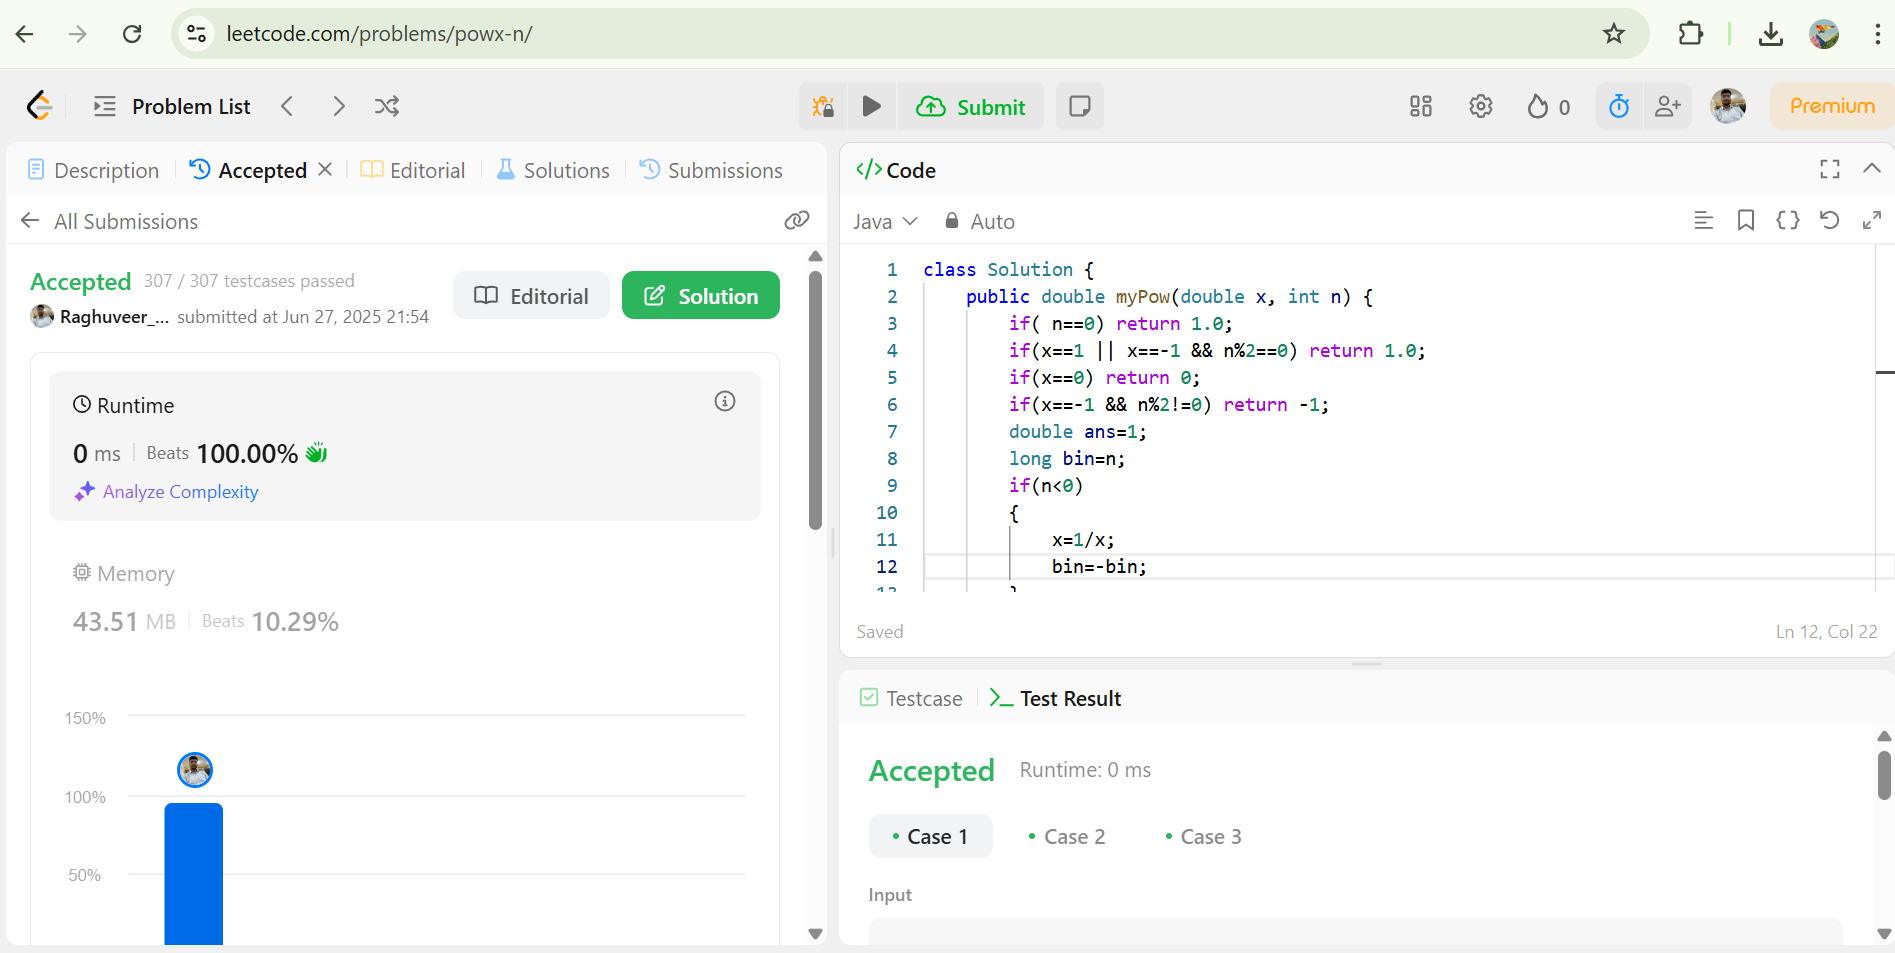 leetcode.com/problems/powx-n/
Problem List
Submit
0
Premium
Description
Accepted
Editorial
Solutions
Submissions
All Submissions
Accepted 307 / 307 testcases passed
Raghuveer_... submitted at Jun 27, 2025 21:54
Editorial
Solution
Runtime
0 ms Beats 100.00%
Analyze Complexity
Memory
43.51 MB Beats 10.29%
150%
100%
50%
</> Code
Java
Auto
1 class Solution {
2 public double myPow(double x, int n) {
3 if( n==0) return 1.0;
4 if(x==1 || x==-1 && n%2==0) return 1.0;
5 if(x==0) return 0;
6 if(x==-1 && n%2!=0) return -1;
7 double ans=1;
8 long bin=n;
9 if(n<0)
10 {
11 x=1/x;
12 bin=-bin;
13 }
Saved
Ln 12, Col 22
Testcase
Test Result
Accepted Runtime: 0 ms
Case 1
Case 2
Case 3
Input